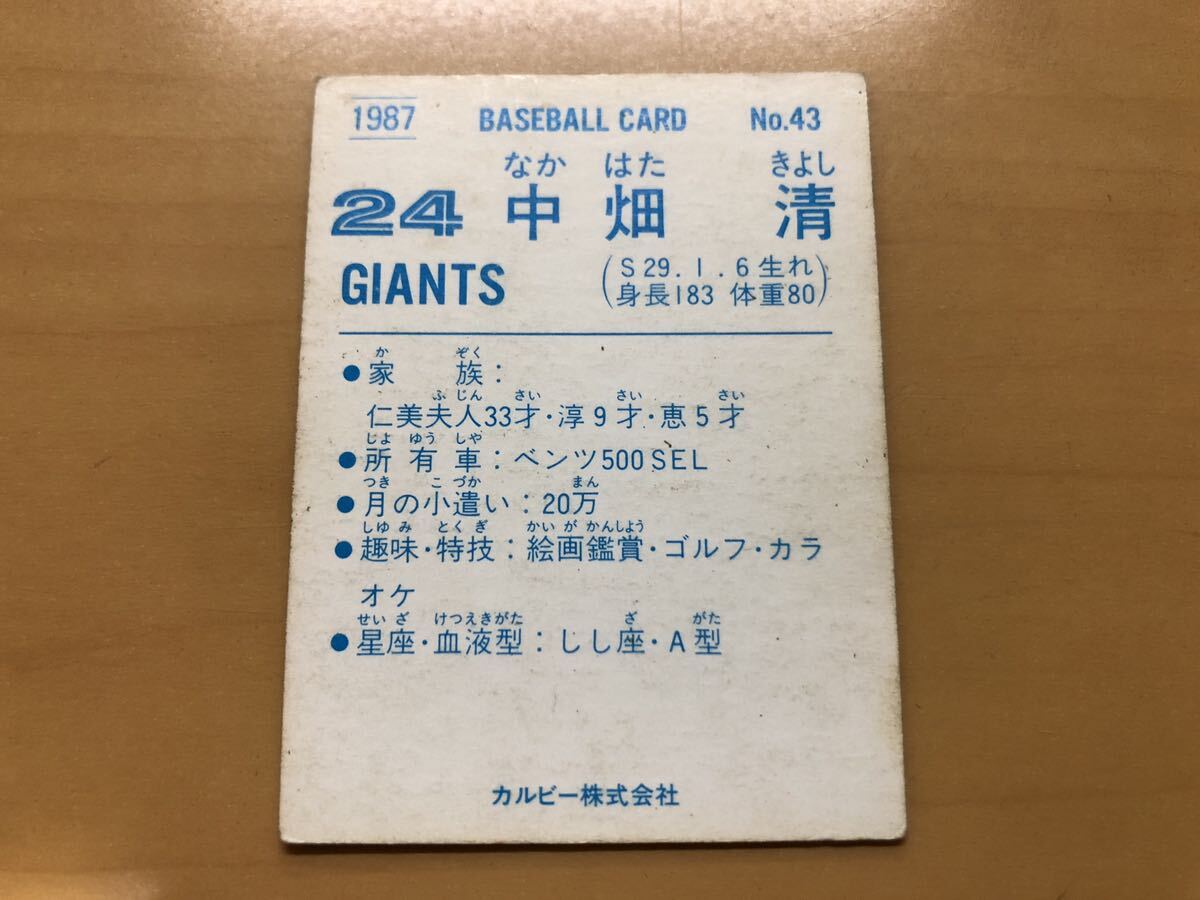 1987 BASEBALL CARD No.43
なか はた きよし
24 中畑 清
GIANTS
(S29.1.6生れ
身長183 体重80)
か ぞく
●家 族：
ふ じん さい さい さい
仁美夫人33才・淳9才・恵5才
じよ ゆう しや
●所有車：ベンツ500SEL
つき こ づか まん
●月の小遣い：20万
しゆ み とく ぎ かい が かんしよう
●趣味・特技：絵画鑑賞・ゴルフ・カラ
オケ
せい ざ けつえきがた ざ がた
●星座・血液型：しし座・A型
カルビー株式会社